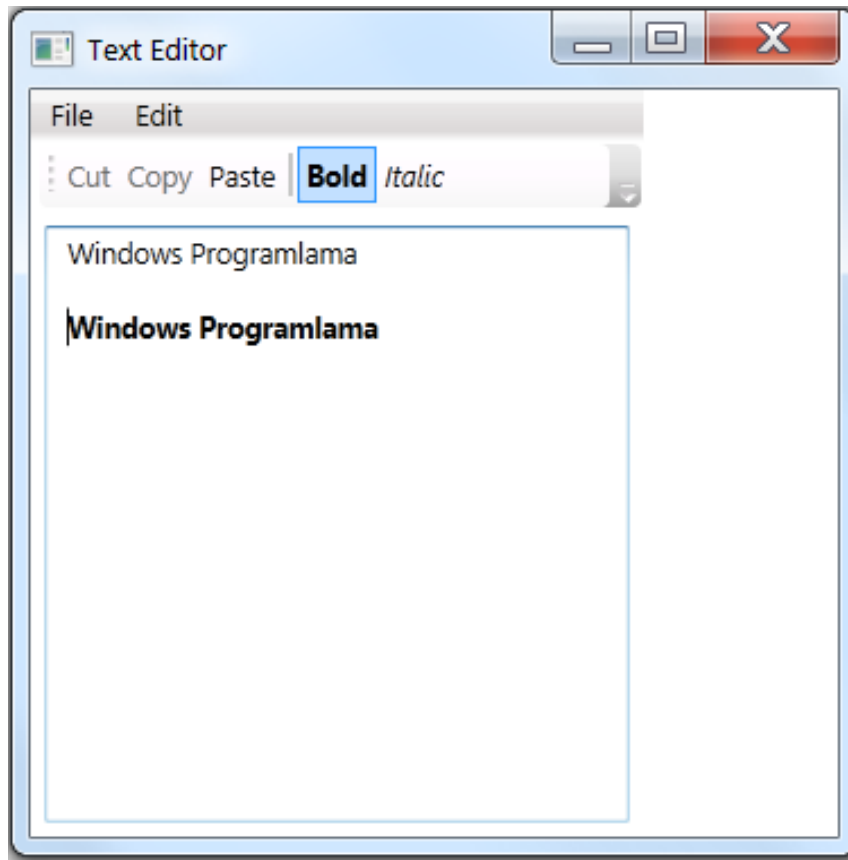 Text Editor
File Edit
Cut Copy Paste Bold Italic
Windows Programlama
Windows Programlama